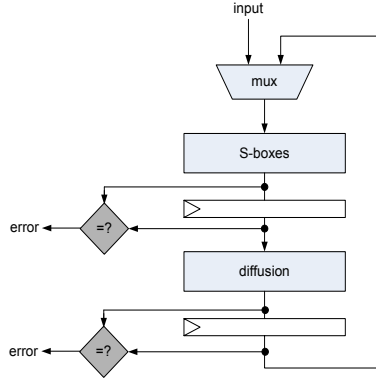 input
mux
S-boxes
=?
error
diffusion
=?
error